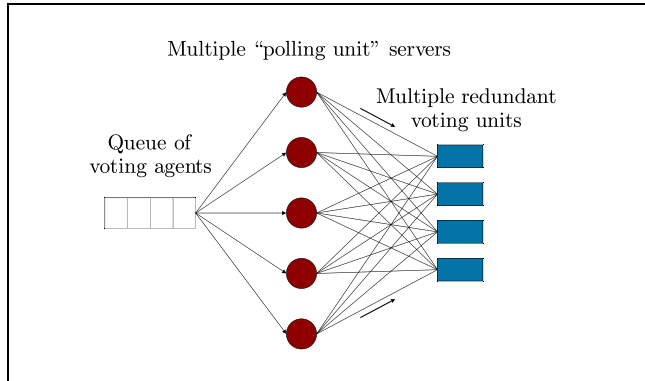 Multiple “polling unit” servers
Multiple redundant
voting units
Queue of
voting agents